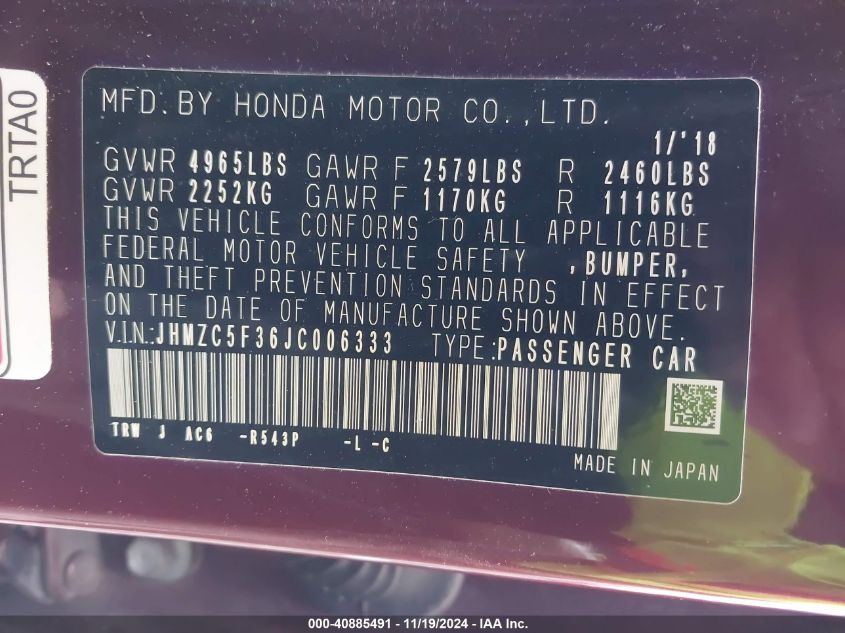 MFD. BY HONDA MOTOR CO., LTD.
1/'18
GVWR 4965LBS GAWR F 2579LBS R 2460LBS
GVWR 2252KG GAWR F 1170KG R 1116KG
THIS VEHICLE CONFORMS TO ALL APPLICABLE
FEDERAL MOTOR VEHICLE SAFETY , BUMPER,
AND THEFT PREVENTION STANDARDS IN EFFECT
ON THE DATE OF MANUFACTURE SHOWN ABOVE.
V.I.N: JHMZC5F36JC006333 TYPE: PASSENGER CAR
TRW J AC6 -R543P -L -C
MADE IN JAPAN
TRTA0
000-40885491 - 11/19/2024 - IAA Inc.